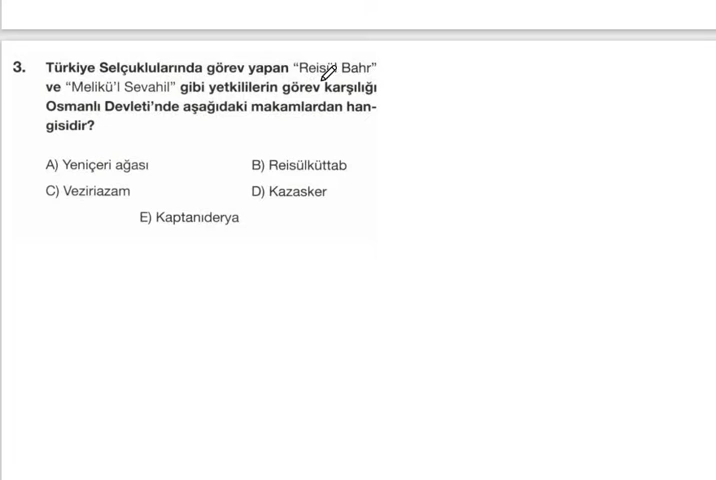 3. Türkiye Selçuklularında görev yapan “Reisül Bahr”
ve “Melikü’l Sevahil” gibi yetkililerin görev karşılığı
Osmanlı Devleti’nde aşağıdaki makamlardan han-
gisidir?
A) Yeniçeri ağası B) Reisülküttab
C) Veziriazam D) Kazasker
E) Kaptanıderya